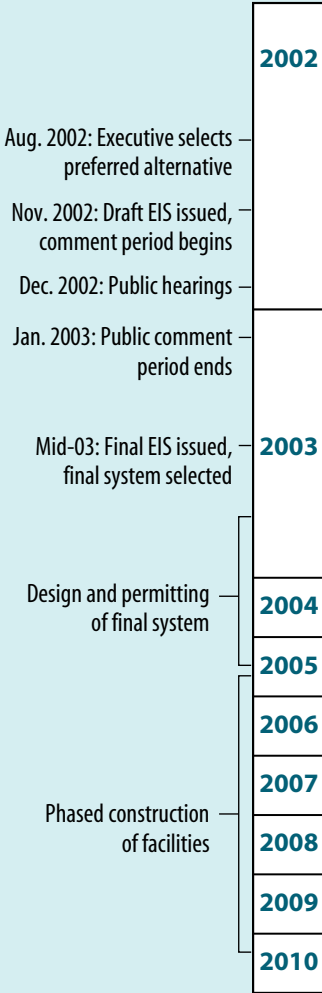 2002
Aug. 2002: Executive selects
preferred alternative
Nov. 2002: Draft EIS issued,
comment period begins
Dec. 2002: Public hearings
Jan. 2003: Public comment
period ends
Mid-03: Final EIS issued,
final system selected
2003
Design and permitting
of final system
2004
2005
2006
2007
Phased construction
of facilities
2008
2009
2010